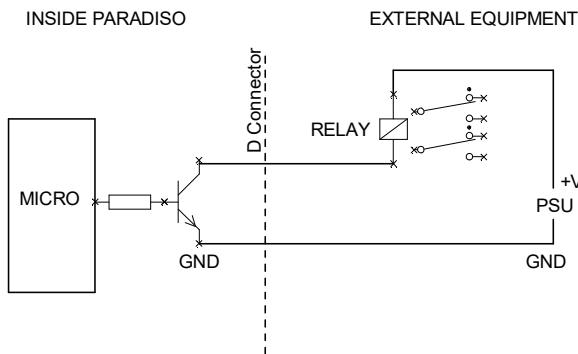 INSIDE PARADISO
EXTERNAL EQUIPMENT
D Connector
RELAY
MICRO
+V
PSU
GND
GND